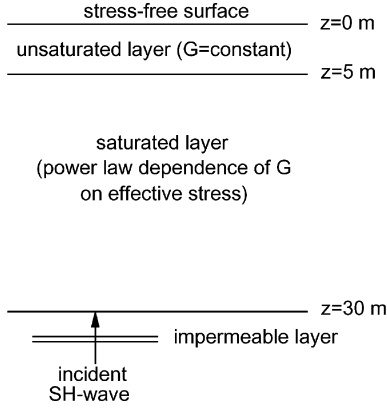 stress-free surface
z=0 m
unsaturated layer (G=constant)
z=5 m
saturated layer
(power law dependence of G
on effective stress)
z=30 m
impermeable layer
incident
SH-wave